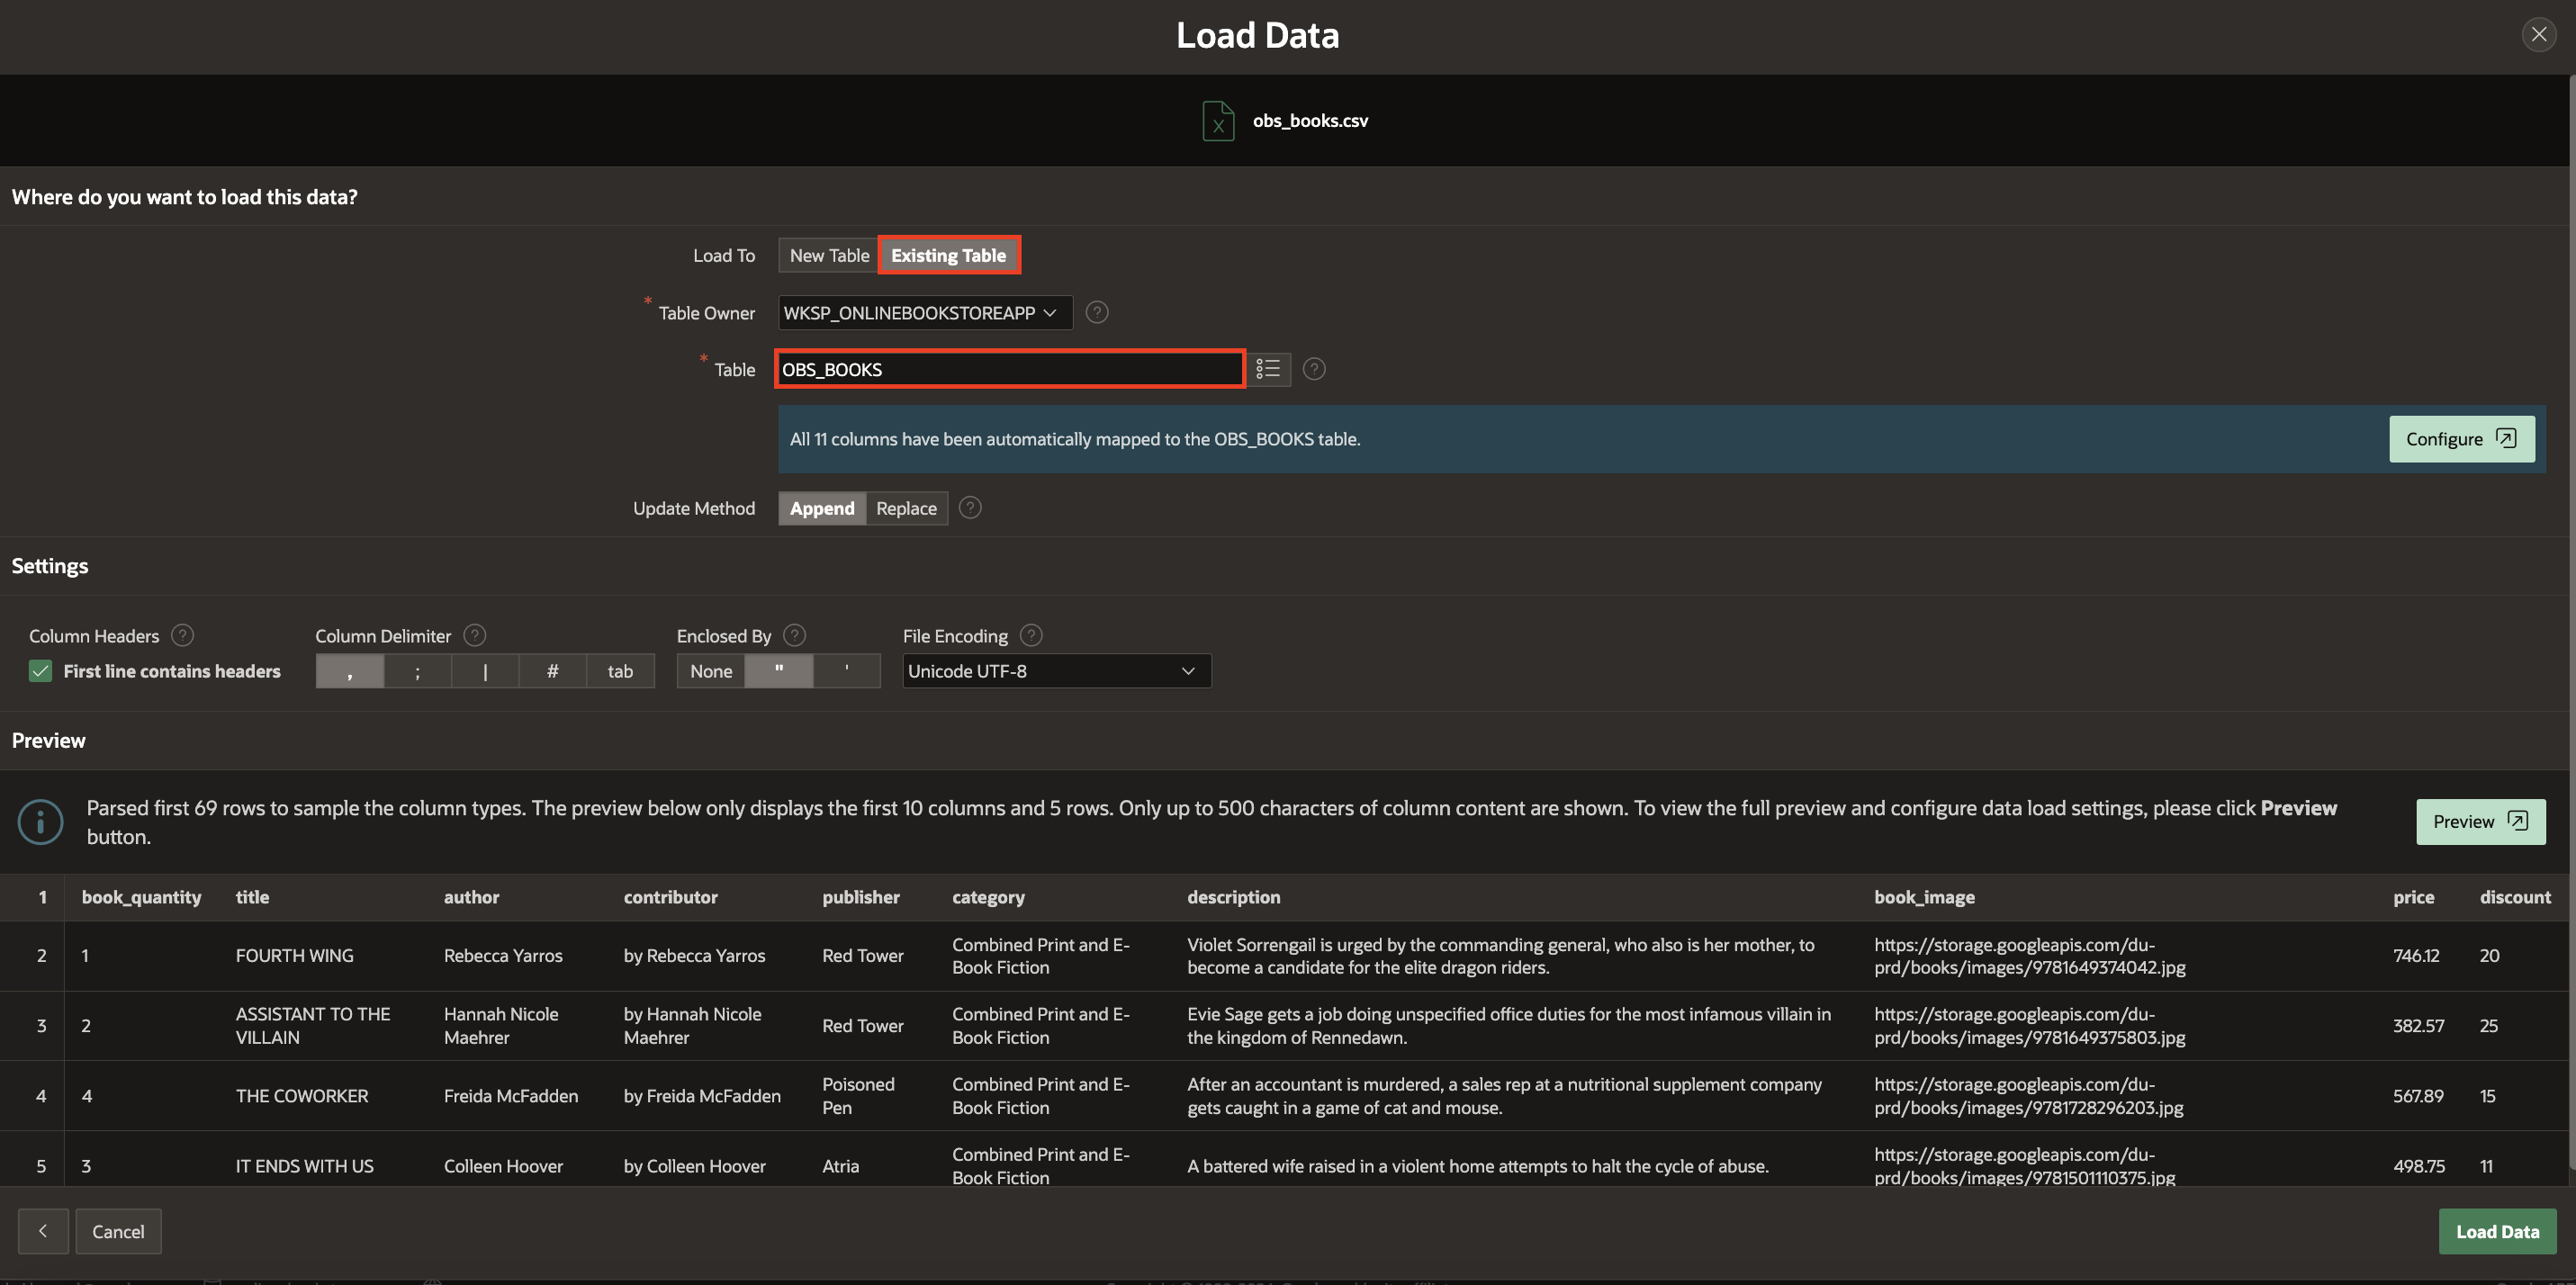 Load Data
obs_books.csv
Where do you want to load this data?
Load To New Table Existing Table
* Table Owner WKSP_ONLINEBOOKSTOREAPP ?
* Table OBS_BOOKS ?
All 11 columns have been automatically mapped to the OBS_BOOKS table. Configure
Update Method Append Replace ?
Settings
Column Headers ? Column Delimiter ? Enclosed By ? File Encoding ?
First line contains headers , ; | # tab None " ' Unicode UTF-8
Preview
Parsed first 69 rows to sample the column types. The preview below only displays the first 10 columns and 5 rows. Only up to 500 characters of column content are shown. To view the full preview and configure data load settings, please click Preview
button.
Preview
1 book_quantity title author contributor publisher category description book_image price discount
2 1 FOURTH WING Rebecca Yarros by Rebecca Yarros Red Tower Combined Print and E-
Book Fiction Violet Sorrengail is urged by the commanding general, who also is her mother, to
become a candidate for the elite dragon riders. https://storage.googleapis.com/du-
prd/books/images/9781649374042.jpg 746.12 20
3 2 ASSISTANT TO THE
VILLAIN Hannah Nicole
Maehrer by Hannah Nicole
Maehrer Red Tower Combined Print and E-
Book Fiction Evie Sage gets a job doing unspecified office duties for the most infamous villain in
the kingdom of Rennedawn. https://storage.googleapis.com/du-
prd/books/images/9781649375803.jpg 382.57 25
4 4 THE COWORKER Freida McFadden by Freida McFadden Poisoned
Pen Combined Print and E-
Book Fiction After an accountant is murdered, a sales rep at a nutritional supplement company
gets caught in a game of cat and mouse. https://storage.googleapis.com/du-
prd/books/images/9781728296203.jpg 567.89 15
5 3 IT ENDS WITH US Colleen Hoover by Colleen Hoover Atria Combined Print and E-
Book Fiction A battered wife raised in a violent home attempts to halt the cycle of abuse. https://storage.googleapis.com/du-
prd/books/images/9781501110375.jpg 498.75 11
Cancel Load Data